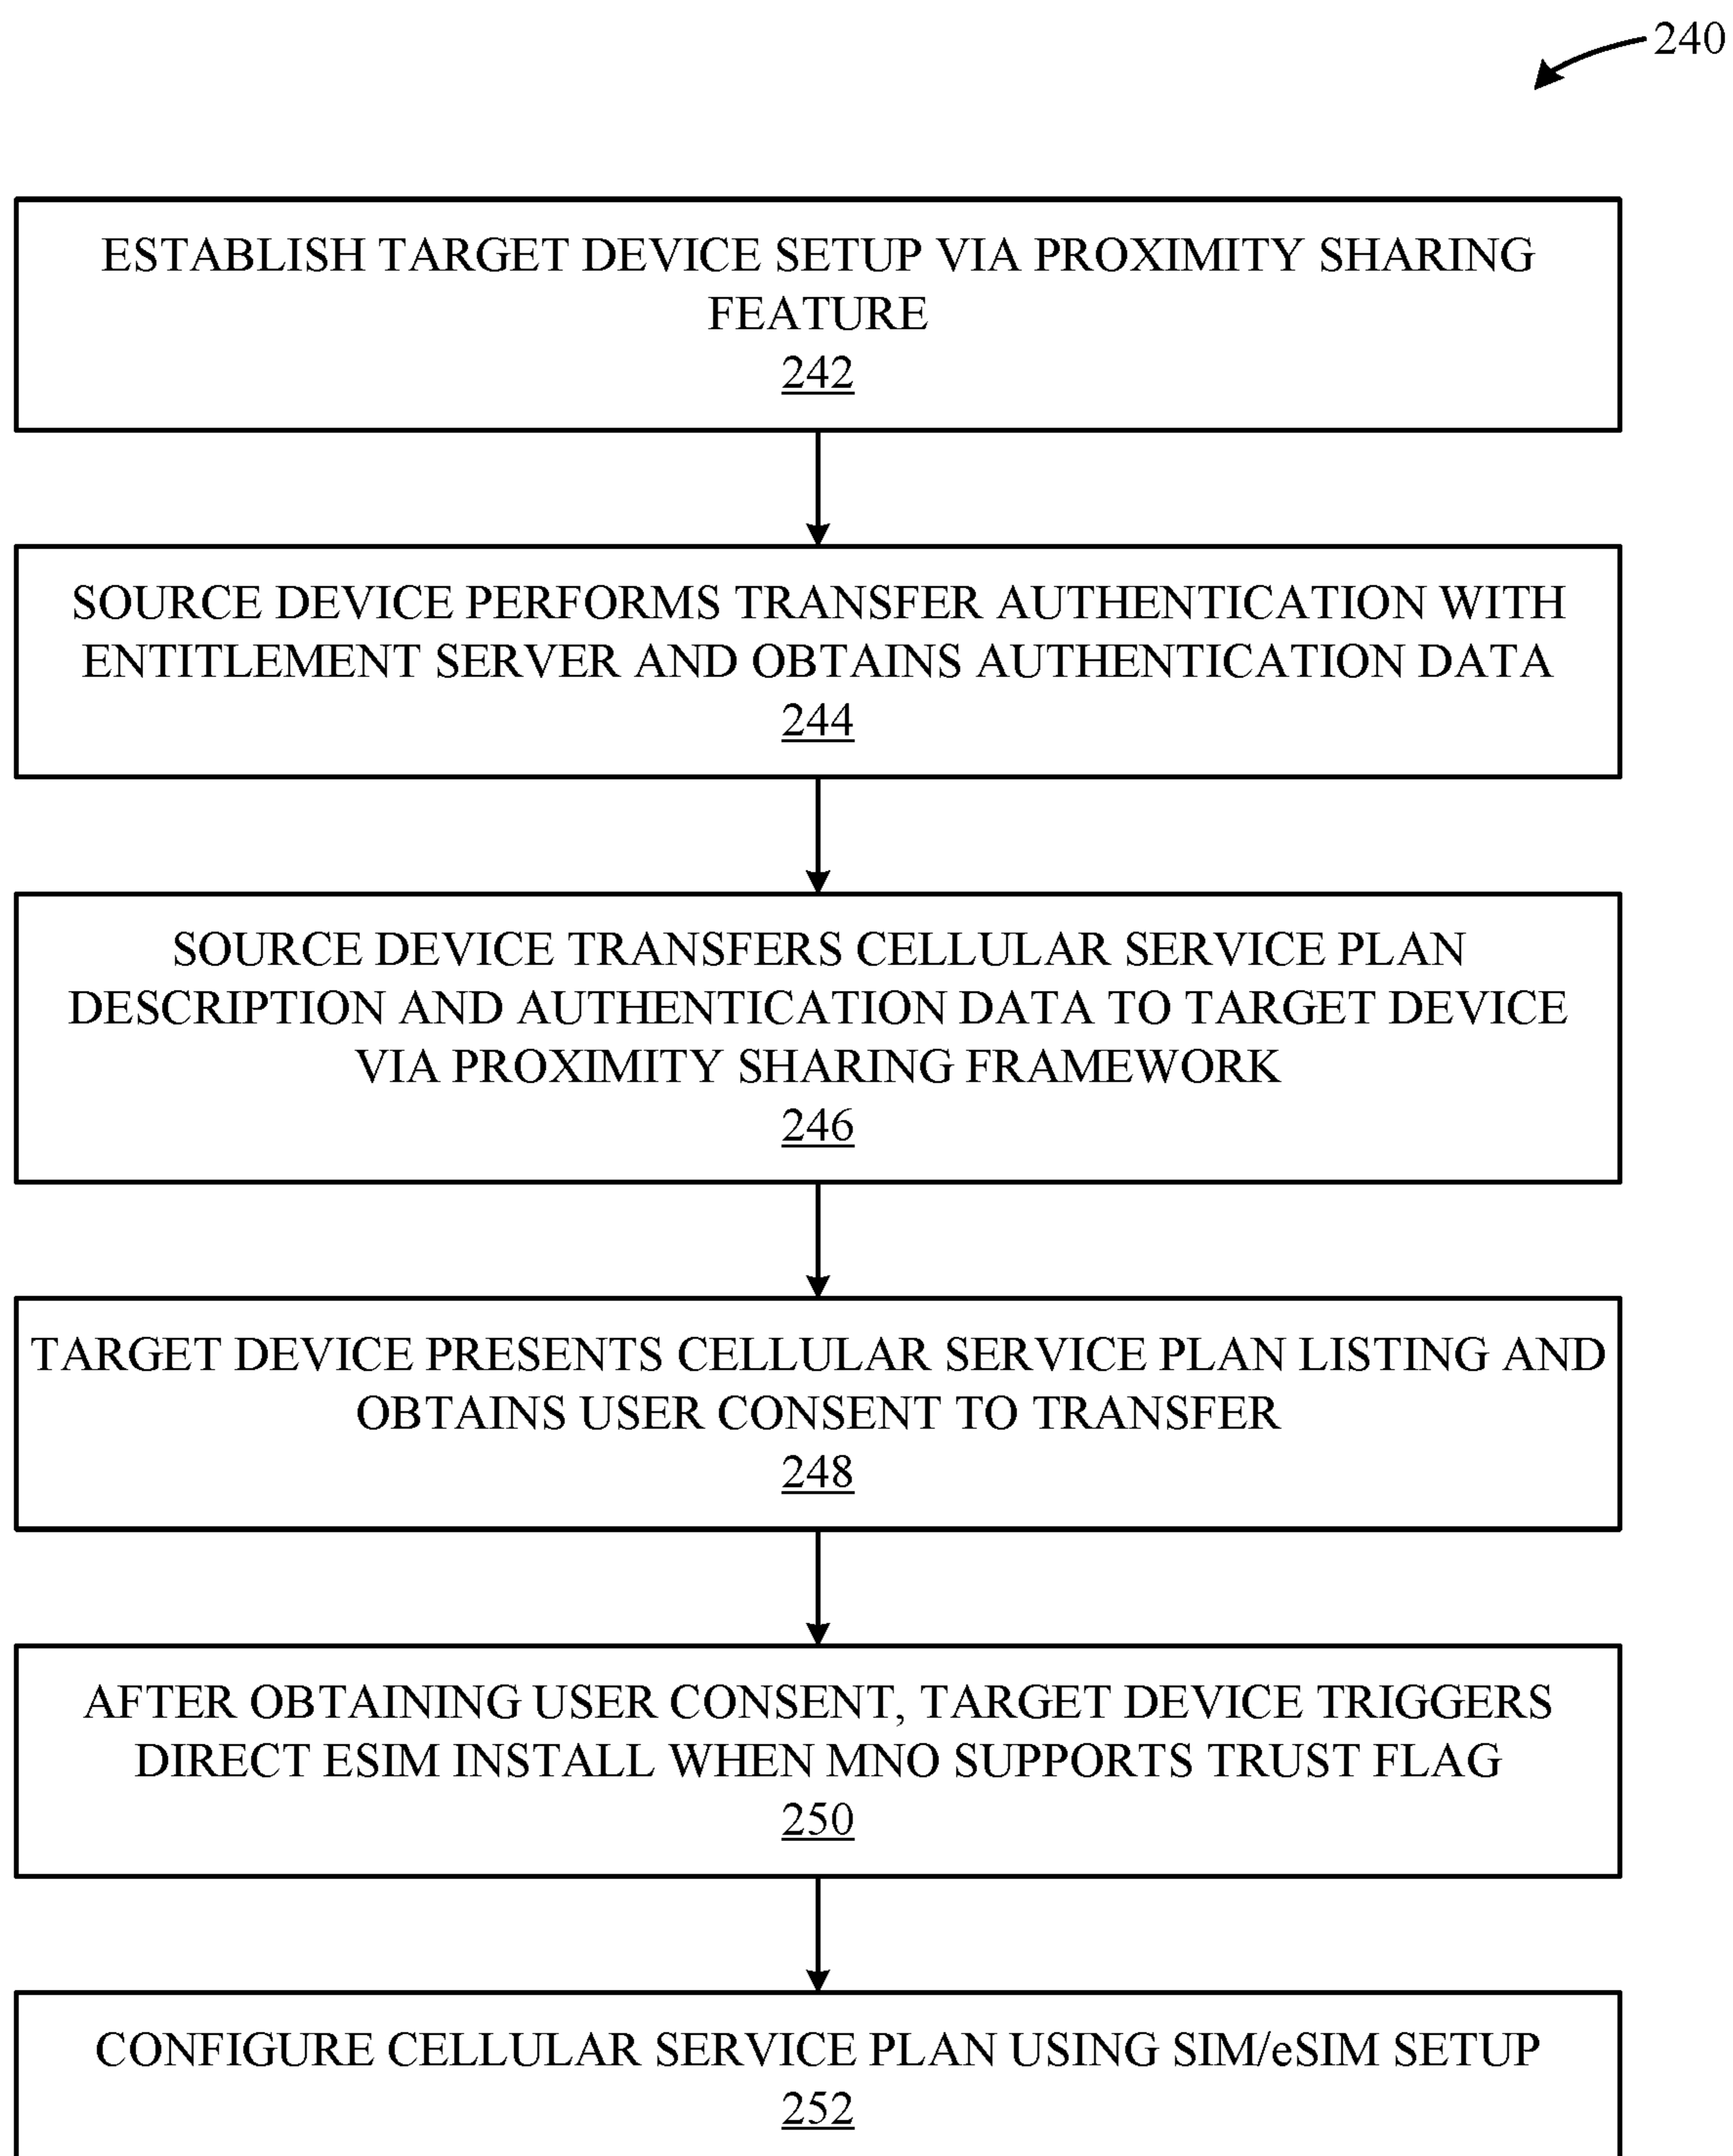 240
ESTABLISH TARGET DEVICE SETUP VIA PROXIMITY SHARING
FEATURE
242
SOURCE DEVICE PERFORMS TRANSFER AUTHENTICATION WITH
ENTITLEMENT SERVER AND OBTAINS AUTHENTICATION DATA
244
SOURCE DEVICE TRANSFERS CELLULAR SERVICE PLAN
DESCRIPTION AND AUTHENTICATION DATA TO TARGET DEVICE
VIA PROXIMITY SHARING FRAMEWORK
246
TARGET DEVICE PRESENTS CELLULAR SERVICE PLAN LISTING AND
OBTAINS USER CONSENT TO TRANSFER
248
AFTER OBTAINING USER CONSENT, TARGET DEVICE TRIGGERS
DIRECT ESIM INSTALL WHEN MNO SUPPORTS TRUST FLAG
250
CONFIGURE CELLULAR SERVICE PLAN USING SIM/eSIM SETUP
252